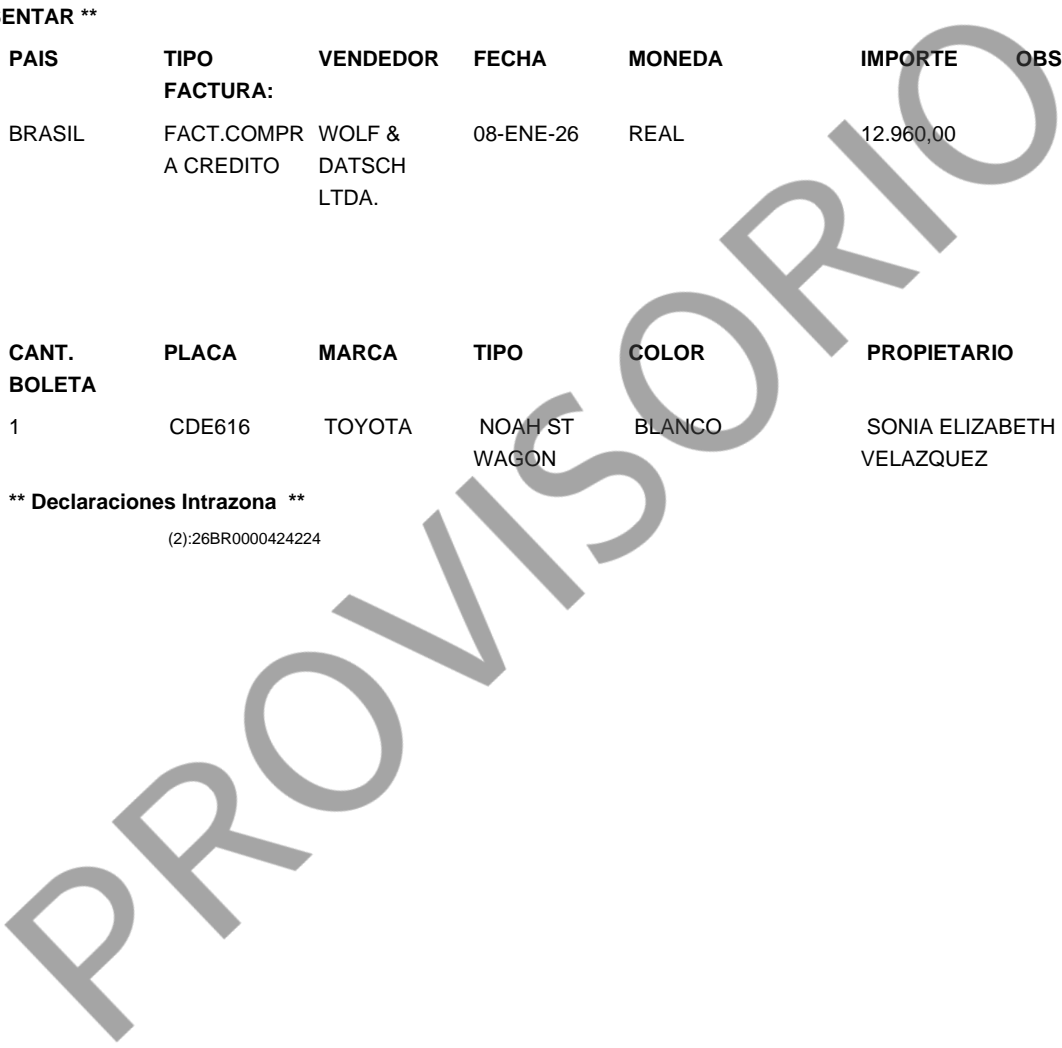 ENTAR **
PAIS TIPO FACTURA: VENDEDOR FECHA MONEDA IMPORTE OBS
BRASIL FACT.COMPR A CREDITO WOLF & DATSCH LTDA. 08-ENE-26 REAL 12.960,00
CANT. BOLETA PLACA MARCA TIPO COLOR PROPIETARIO
1 CDE616 TOYOTA NOAH ST WAGON BLANCO SONIA ELIZABETH VELAZQUEZ
** Declaraciones Intrazona **
(2):26BR0000424224
PROVISORIO